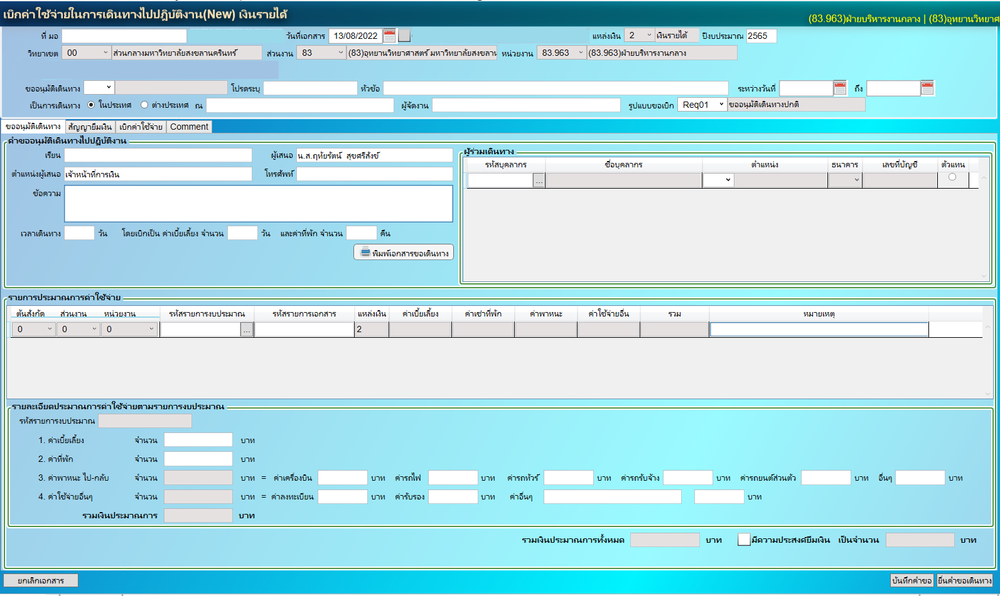 เบิกค่าใช้จ่ายในการเดินทางไปปฏิบัติงาน(New) เงินรายได้
(83.963)ฝ่ายบริหารงานกลาง | (83)อุทยานวิทยาศ
ที่ มอ วันที่เอกสาร 13/08/2022 แหล่งเงิน 2 เงินรายได้ ปีงบประมาณ 2565
วิทยาเขต 00 ส่วนกลางมหาวิทยาลัยสงขลานครินทร์ ส่วนงาน 83 (83)อุทยานวิทยาศาสตร์ มหาวิทยาลัยสงขลาน หน่วยงาน 83.963 (83.963)ฝ่ายบริหารงานกลาง
ขออนุมัติเดินทาง โปรดระบุ หัวข้อ ระหว่างวันที่ ถึง
เป็นการเดินทาง ในประเทศ ต่างประเทศ ณ ผู้จัดงาน รูปแบบขอเบิก Req01 ขออนุมัติเดินทางปกติ
ขออนุมัติเดินทาง สัญญายืมเงิน เบิกค่าใช้จ่าย Comment
คำขออนุมัติเดินทางไปปฏิบัติงาน
เรียน ผู้เสนอ น.ส.ฤทัยรัตน์ สุขศรีสังข์
ตำแหน่งผู้เสนอ เจ้าหน้าที่การเงิน โทรศัพท์
ข้อความ
เวลาเดินทาง วัน โดยเบิกเป็น ค่าเบี้ยเลี้ยง จำนวน วัน และค่าที่พัก จำนวน คืน
พิมพ์เอกสารขอเดินทาง
ผู้ร่วมเดินทาง
รหัสบุคลากร ชื่อบุคลากร ตำแหน่ง ธนาคาร เลขที่บัญชี ตัวแทน
...
รายการประมาณการค่าใช้จ่าย
ต้นสังกัด ส่วนงาน หน่วยงาน รหัสรายการงบประมาณ รหัสรายการเอกสาร แหล่งเงิน ค่าเบี้ยเลี้ยง ค่าเช่าที่พัก ค่าพาหนะ ค่าใช้จ่ายอื่น รวม หมายเหตุ
0 0 0 ... 2
รายละเอียดประมาณการค่าใช้จ่ายตามรายการงบประมาณ
รหัสรายการงบประมาณ
1. ค่าเบี้ยเลี้ยง จำนวน บาท
2. ค่าที่พัก จำนวน บาท
3. ค่าพาหนะ ไป-กลับ จำนวน บาท = ค่าเครื่องบิน บาท ค่ารถไฟ บาท ค่ารถทัวร์ บาท ค่ารถรับจ้าง บาท ค่ารถยนต์ส่วนตัว บาท อื่นๆ บาท
4. ค่าใช้จ่ายอื่นๆ จำนวน บาท = ค่าลงทะเบียน บาท ค่ารับรอง บาท ค่าอื่นๆ บาท
รวมเงินประมาณการ บาท
รวมเงินประมาณการทั้งหมด บาท มีความประสงค์ยืมเงิน เป็นจำนวน บาท
ยกเลิกเอกสาร บันทึกคำขอ ยื่นคำขอเดินทาง